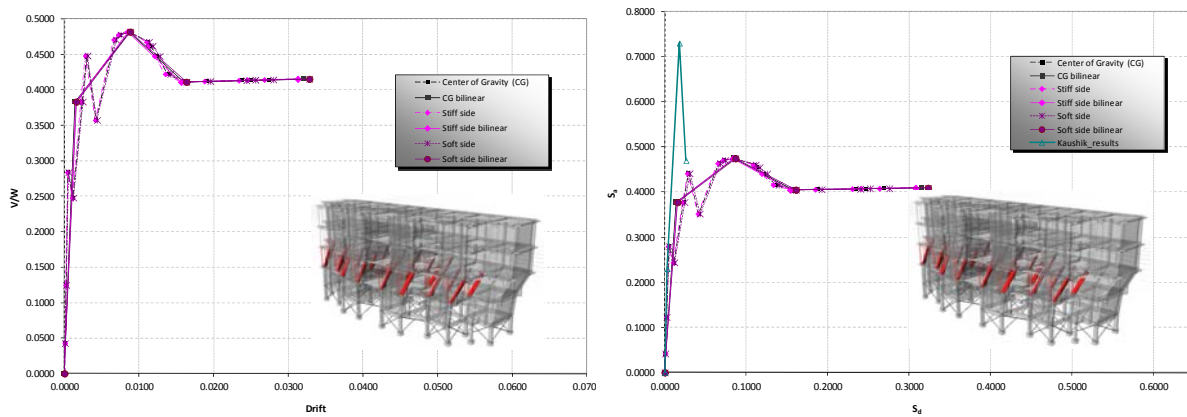 0.5000
0.4500
0.4000
0.3500
0.3000
0.2500
0.2000
0.1500
0.1000
0.0500
0.0000
V/W
0.0000 0.0100 0.0200 0.0300 0.0400 0.0500 0.0600 0.070
Drift
Center of Gravity (CG)
CG bilinear
Stiff side
Stiff side bilinear
Soft side
Soft side bilinear
0.8000
0.7000
0.6000
0.5000
0.4000
0.3000
0.2000
0.1000
0.0000
Sa
0.0000 0.1000 0.2000 0.3000 0.4000 0.5000 0.6000
Sd
Center of Gravity (CG)
CG bilinear
Stiff side
Stiff side bilinear
Soft side
Soft side bilinear
Kaushik_results